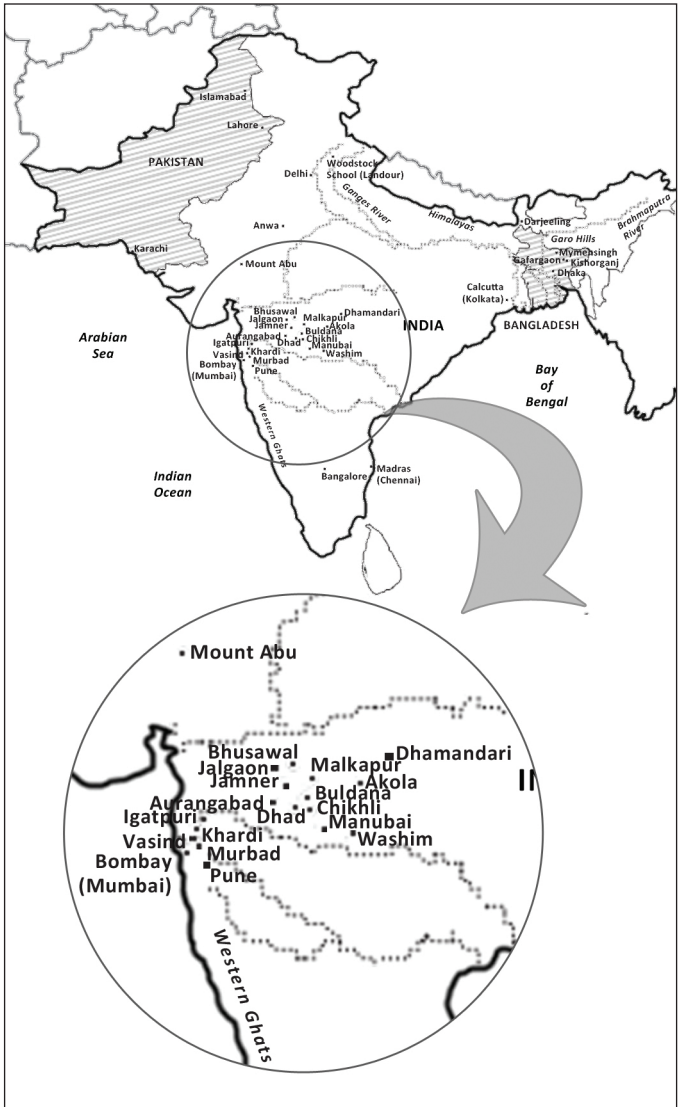 Islamabad
Lahore
PAKISTAN
Woodstock
School (Landour)
Delhi
Ganges River
Himalayas
Brahmaputra
River
Darjeeling
Anwa
Garo Hills
Karachi
Mymensingh
Gafargaon
Kishorganj
Dhaka
Mount Abu
Calcutta
(Kolkata)
Bhusawal
Dhamandari
Jalgaon
Malkapur
Jamner
Akola
INDIA
BANGLADESH
Buldana
Aurangabad
Dhad
Chikhli
Igatpuri
Manubai
Arabian
Sea
Vasind
Khardi
Washim
Bombay
(Mumbai)
Murbad
Pune
Bay
of
Bengal
Western Ghats
Indian
Ocean
Bangalore
Madras
(Chennai)
Mount Abu
Bhusawal
Dhamandari
Jalgaon
Malkapur
Jamner
Akola
II
Buldana
Aurangabad
Chikhli
Igatpuri
Dhad
Manubai
Vasind
Khardi
Washim
Bombay
(Mumbai)
Murbad
Pune
Western Ghats